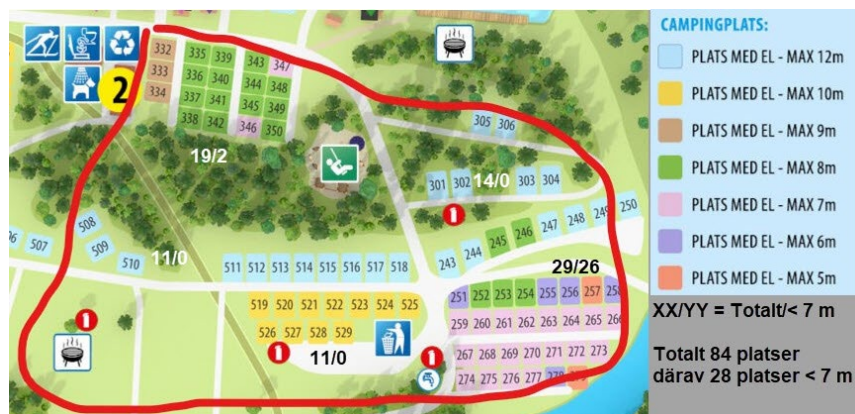 332 335 339 343 347
333 336 340 344 348
334 337 341 345 349
338 342 346 350
2
19/2
305 306
301 302 14/0 303 304
1
243 244 245 246 247 248 249 250
508
507
509
510
11/0
511 512 513 514 515 516 517 518
29/26
251 252 253 254 255 256 257 258
519 520 521 522 523 524 525
259 260 261 262 263 264 265 266
526 527 528 529
1
1
11/0
1
267 268 269 270 271 272 273
274 275 276 277 278
CAMPINGPLATS:
PLATS MED EL - MAX 12m
PLATS MED EL - MAX 10m
PLATS MED EL - MAX 9m
PLATS MED EL - MAX 8m
PLATS MED EL - MAX 7m
PLATS MED EL - MAX 6m
PLATS MED EL - MAX 5m
XX/YY = Totalt/< 7 m
Totalt 84 platser
därav 28 platser < 7 m